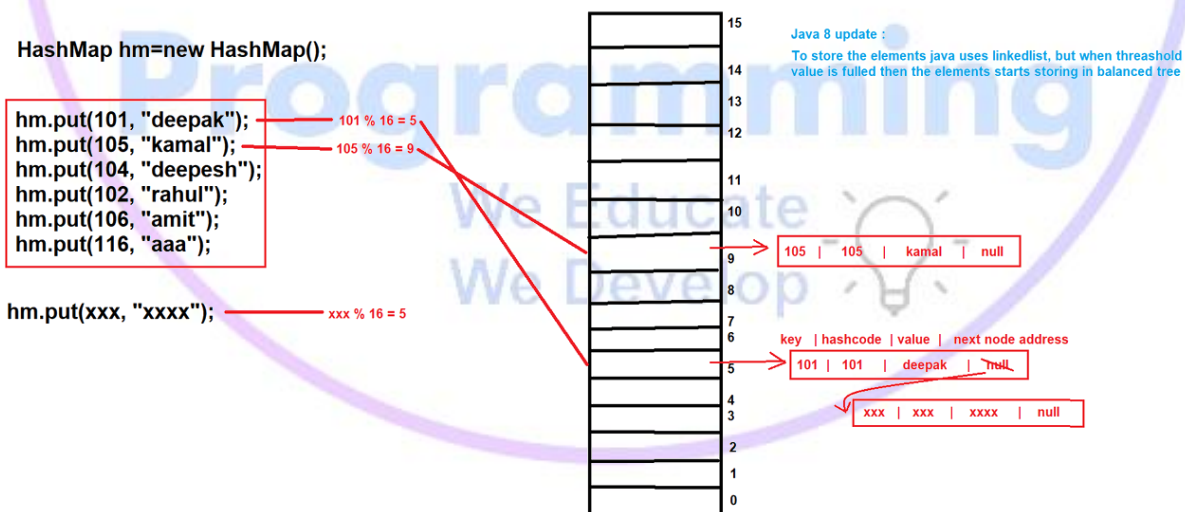 HashMap hm=new HashMap();
hm.put(101, "deepak");
hm.put(105, "kamal");
hm.put(104, "deepesh");
hm.put(102, "rahul");
hm.put(106, "amit");
hm.put(116, "aaa");
101 % 16 = 5
105 % 16 = 9
hm.put(xxx, "xxxx");
xxx % 16 = 5
15
14
13
12
11
10
9
8
7
6
5
4
3
2
1
0
Java 8 update :
To store the elements java uses linkedlist, but when threashold
value is fulled then the elements starts storing in balanced tree
105 | 105 | kamal | null
key | hashcode | value | next node address
101 | 101 | deepak | null
xxx | xxx | xxxx | null
Programming
We Educate
We Develop